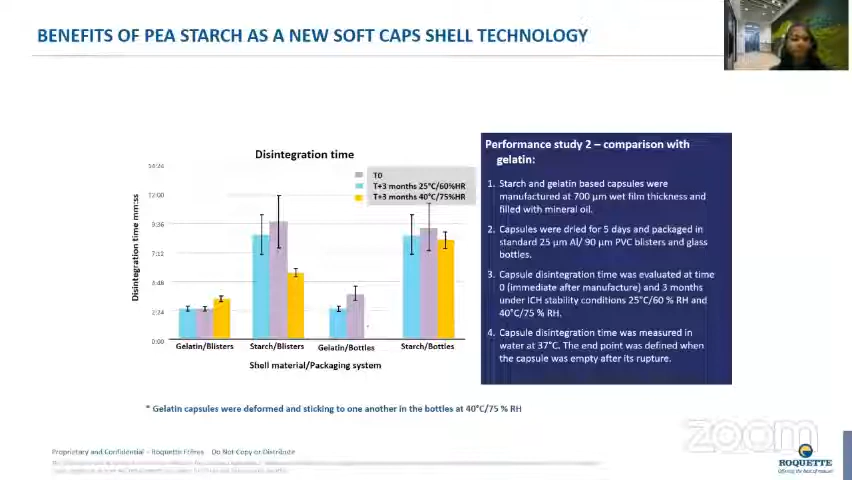 BENEFITS OF PEA STARCH AS A NEW SOFT CAPS SHELL TECHNOLOGY
Disintegration time
T0
T+3 months 25°C/60%HR
T+3 months 40°C/75%HR
Disintegration time mm:ss
14:24
12:00
9:36
7:12
4:48
2:24
0:00
Gelatin/Blisters
Starch/Blisters
Gelatin/Bottles
Starch/Bottles
Shell material/Packaging system
Performance study 2 – comparison with
gelatin:
1. Starch and gelatin based capsules were
manufactured at 700 µm wet film thickness and
filled with mineral oil.
2. Capsules were dried for 5 days and packaged in
standard 25 µm Al/ 90 µm PVC blisters and glass
bottles.
3. Capsule disintegration time was evaluated at time
0 (immediate after manufacture) and 3 months
under ICH stability conditions 25°C/60 % RH and
40°C/75 % RH.
4. Capsule disintegration time was measured in
water at 37°C. The end point was defined when
the capsule was empty after its rupture.
* Gelatin capsules were deformed and sticking to one another in the bottles at 40°C/75 % RH
zoom
Proprietary and Confidential – Roquette Frères Do Not Copy or Distribute
ROQUETTE
Offering the best of nature™